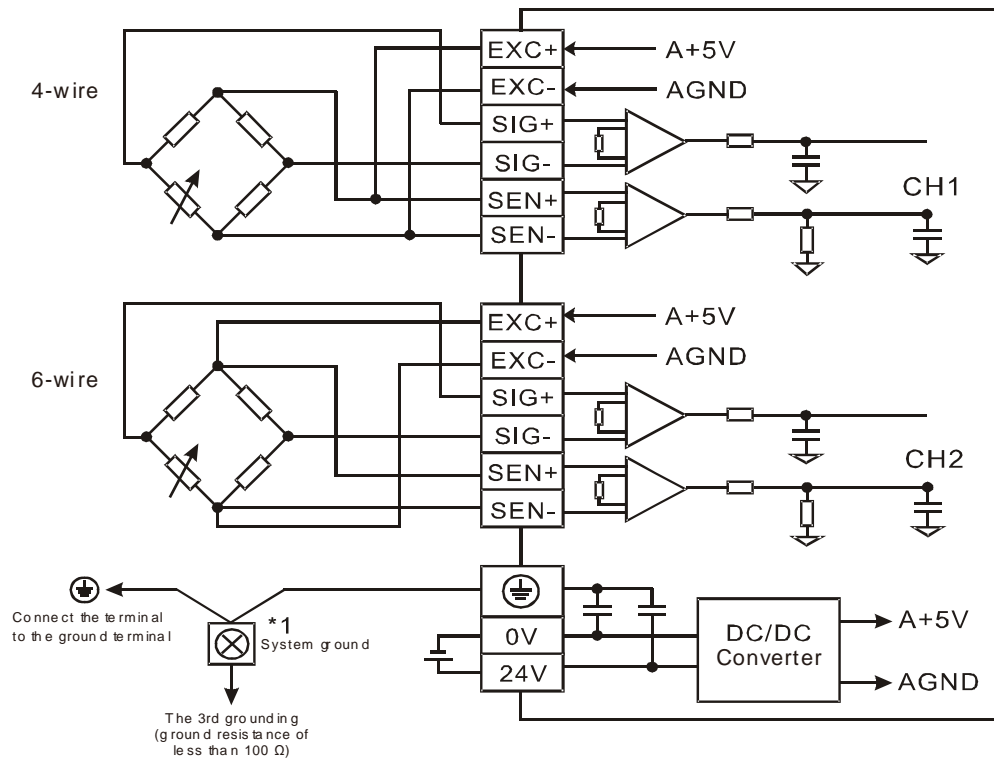 4-wire
EXC+
EXC-
SIG+
SIG-
SEN+
SEN-
A+5V
AGND
CH1
6-wire
EXC+
EXC-
SIG+
SIG-
SEN+
SEN-
A+5V
AGND
CH2
Connect the terminal
to the ground terminal
*1
System ground
The 3rd grounding
(ground resistance of
less than 100 Ω)
0V
24V
DC/DC
Converter
A+5V
AGND